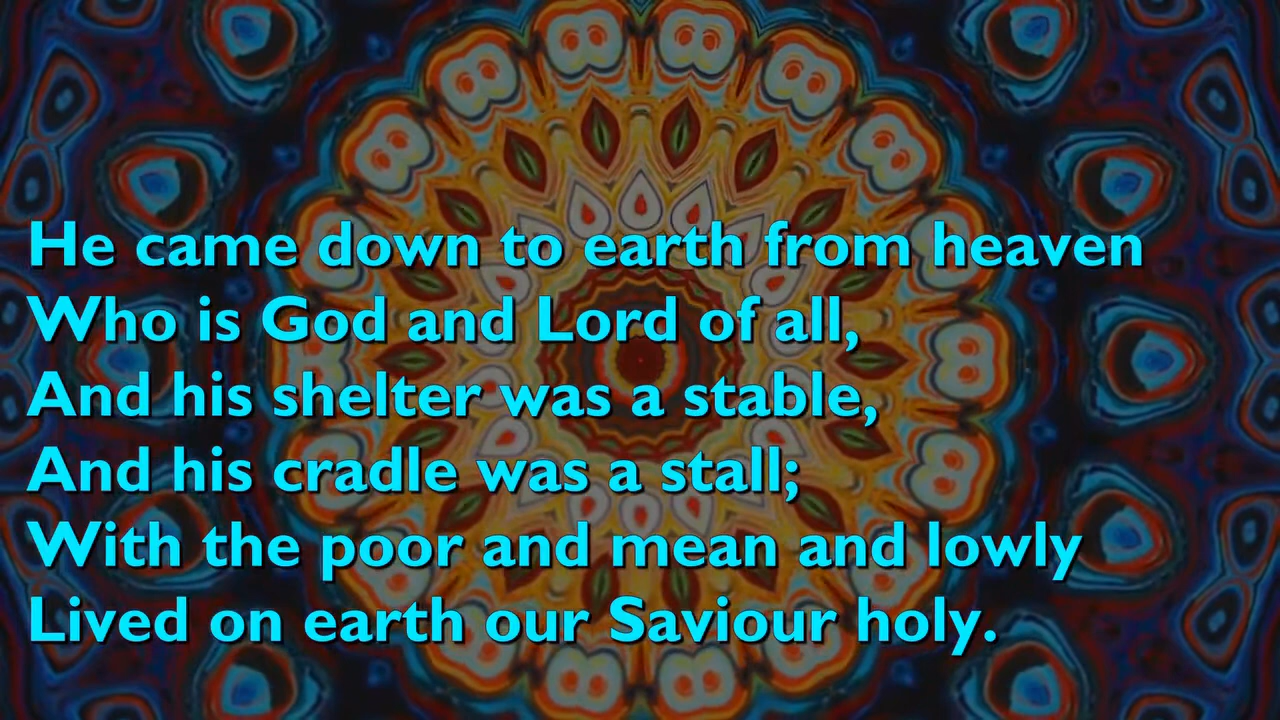 He came down to earth from heaven
Who is God and Lord of all,
And his shelter was a stable,
And his cradle was a stall;
With the poor and mean and lowly
Lived on earth our Saviour holy.